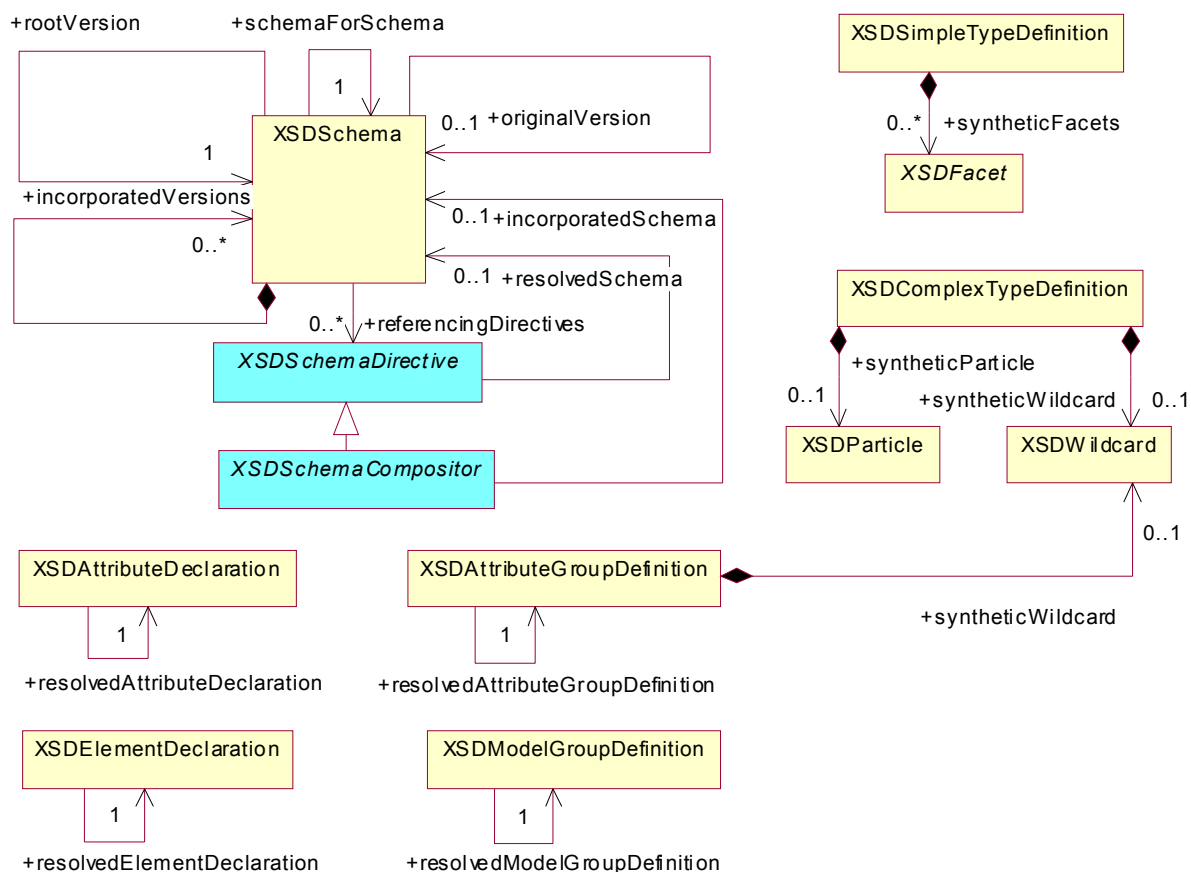 +rootVersion
+schemaForSchema
1
XSDSchema
0..1
+originalVersion
1
+incorporatedVersions
0..*
0..1
+incorporatedSchema
0..1
+resolvedSchema
0..*
+referencingDirectives
XSDSchemaDirective
XSDSchemaCompositor
XSDSimpleTypeDefinition
0..*
+syntheticFacets
XSDFacet
XSDComplexTypeDefinition
+syntheticParticle
0..1
+syntheticWildcard
0..1
XSDParticle
XSDWildcard
0..1
+syntheticWildcard
XSDAttributeDeclaration
1
+resolvedAttributeDeclaration
XSDAttributeGroupDefinition
1
+resolvedAttributeGroupDefinition
XSDElementDeclaration
1
+resolvedElementDeclaration
XSDModelGroupDefinition
1
+resolvedModelGroupDefinition